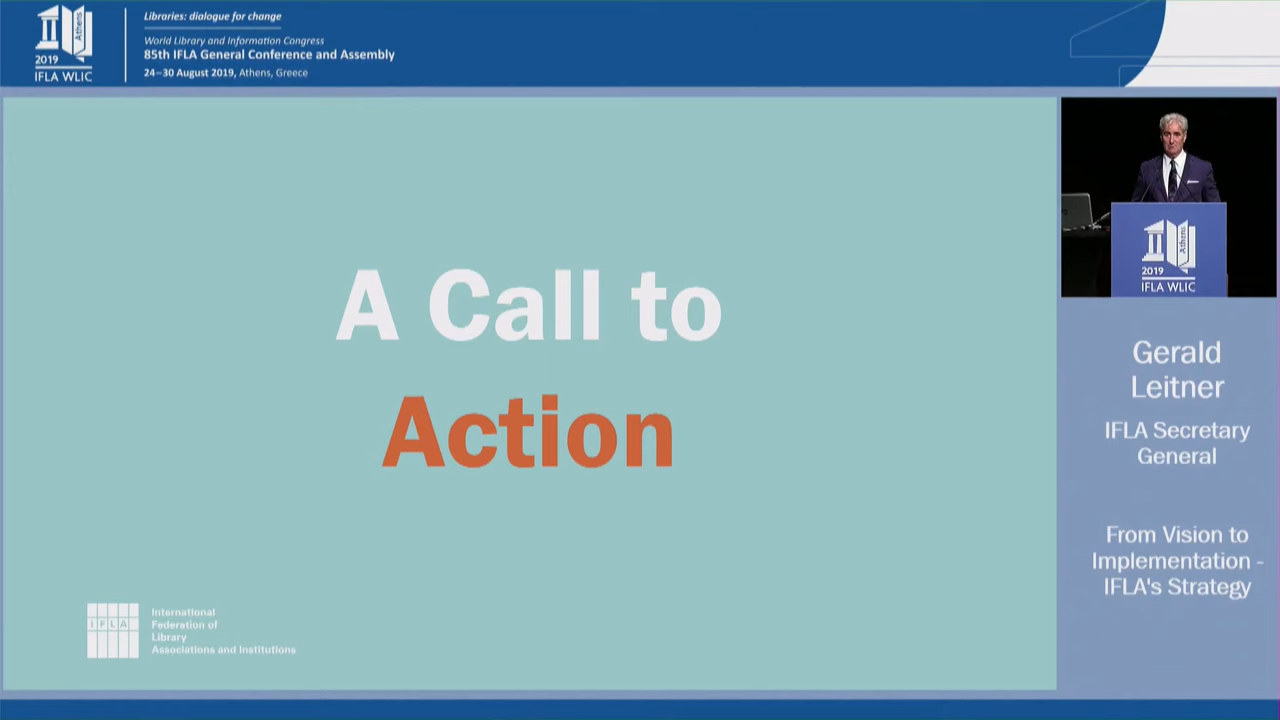 Athens
2019
IFLA WLIC
Libraries: dialogue for change
World Library and Information Congress
85th IFLA General Conference and Assembly
24–30 August 2019, Athens, Greece
A Call to
Action
IFLA
International
Federation of
Library
Associations and Institutions
Athens
2019
IFLA WLIC
Gerald
Leitner
IFLA Secretary
General
From Vision to
Implementation -
IFLA's Strategy